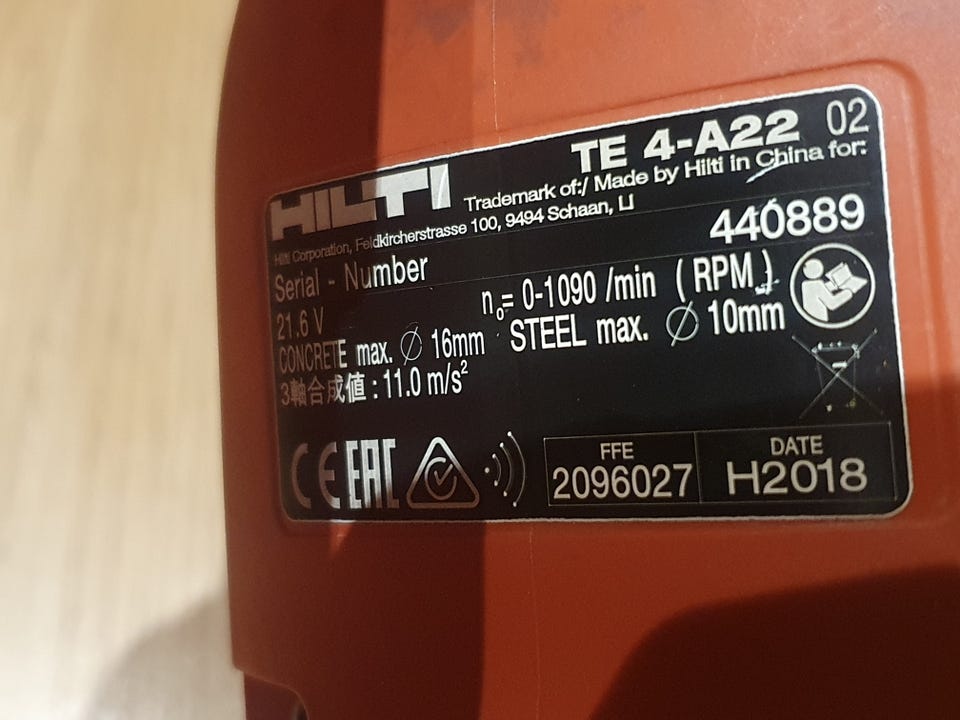 HILTI TE 4-A22 02
Trademark of:/ Made by Hilti in China for:
Hilti Corporation, Feldkircherstrasse 100, 9494 Schaan, LI
Serial - Number 440889
21.6 V n₀= 0-1090 /min (RPM)
CONCRETE max. ∅ 16mm STEEL max. ∅ 10mm
3軸合成値 : 11.0 m/s²
CE EAC
FFE DATE
2096027 H2018